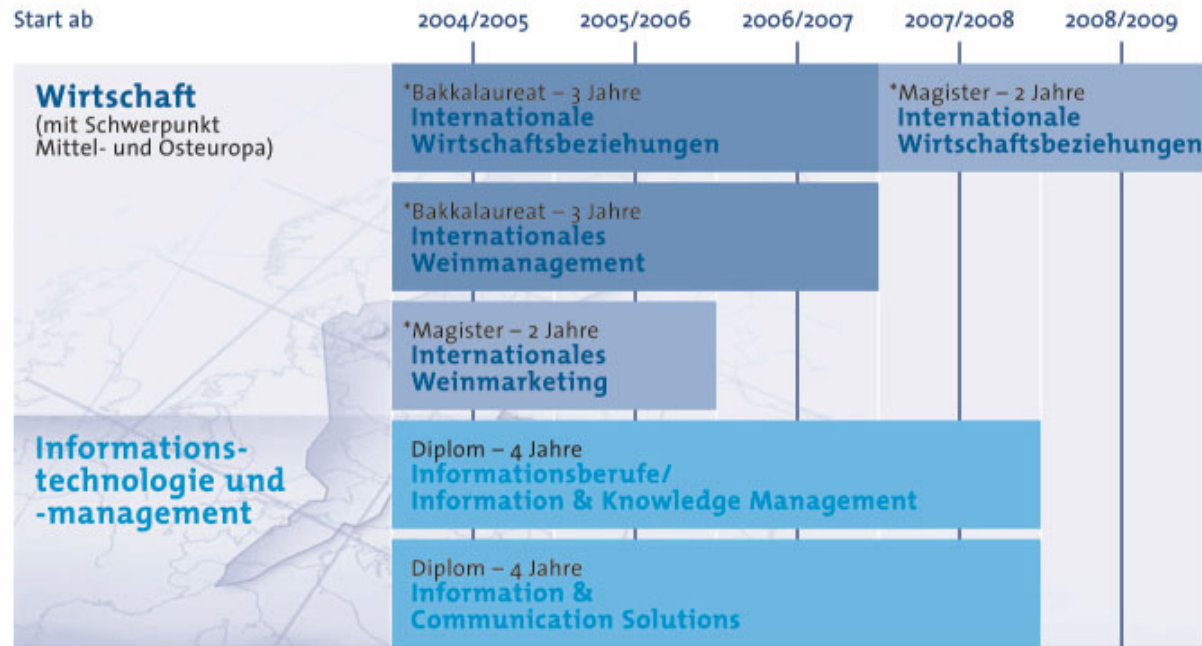 Start ab 2004/2005 2005/2006 2006/2007 2007/2008 2008/2009
Wirtschaft
(mit Schwerpunkt
Mittel- und Osteuropa)
*Bakkalaureat – 3 Jahre
Internationale
Wirtschaftsbeziehungen
*Magister – 2 Jahre
Internationale
Wirtschaftsbeziehungen
*Bakkalaureat – 3 Jahre
Internationales
Weinmanagement
*Magister – 2 Jahre
Internationales
Weinmarketing
Informations-
technologie und
-management
Diplom – 4 Jahre
Informationsberufe/
Information & Knowledge Management
Diplom – 4 Jahre
Information &
Communication Solutions